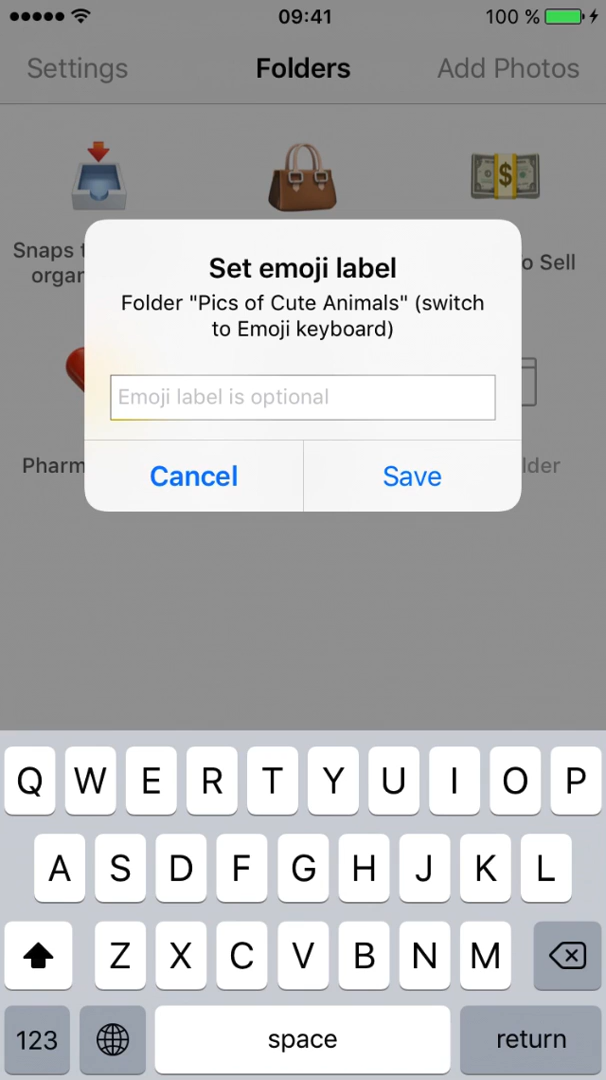 09:41
100 %
Settings
Folders
Add Photos
Snaps
organ
o Sell
Set emoji label
Folder "Pics of Cute Animals" (switch
to Emoji keyboard)
Emoji label is optional
Pharm
lder
Cancel
Save
Q W E R T Y U I O P
A S D F G H J K L
Z X C V B N M
123
space
return